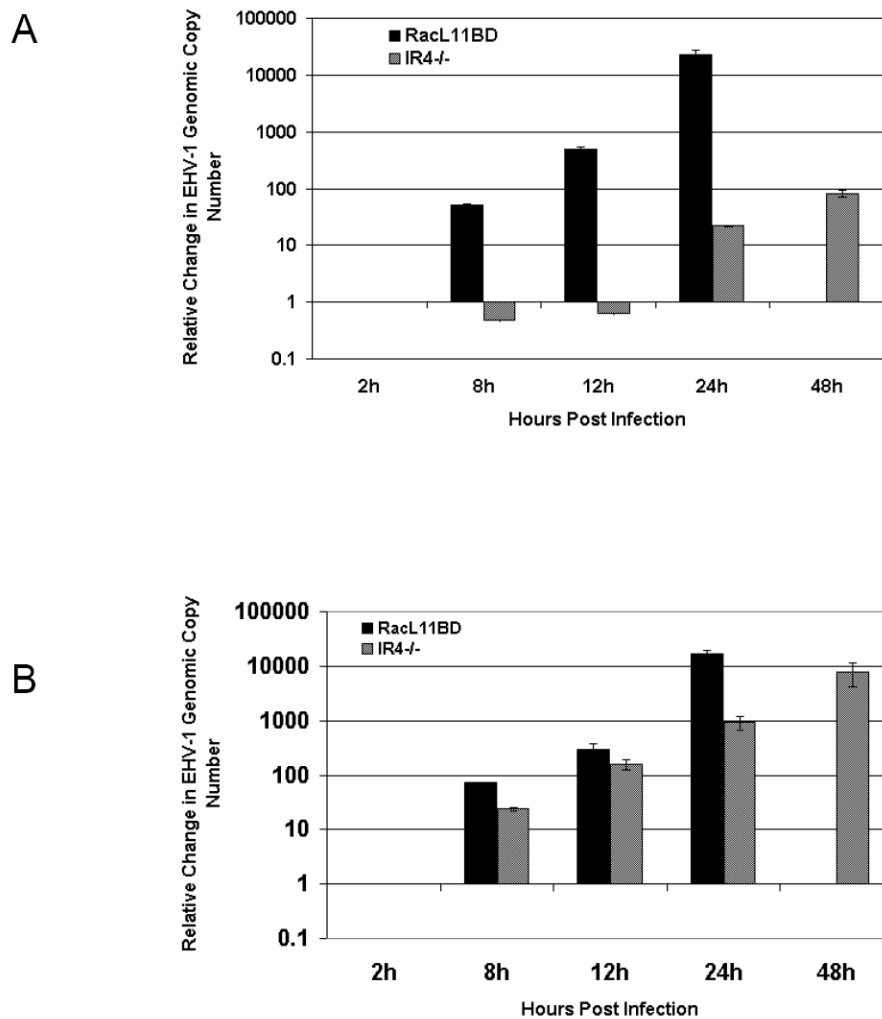 A
Relative Change in EHV-1 Genomic Copy
Number
100000
10000
1000
100
10
1
0.1
RacL11BD
IR4-/-
2h 8h 12h 24h 48h
Hours Post Infection
B
Relative Change in EHV-1 Genomic Copy
Number
100000
10000
1000
100
10
1
0.1
RacL11BD
IR4-/-
2h 8h 12h 24h 48h
Hours Post Infection